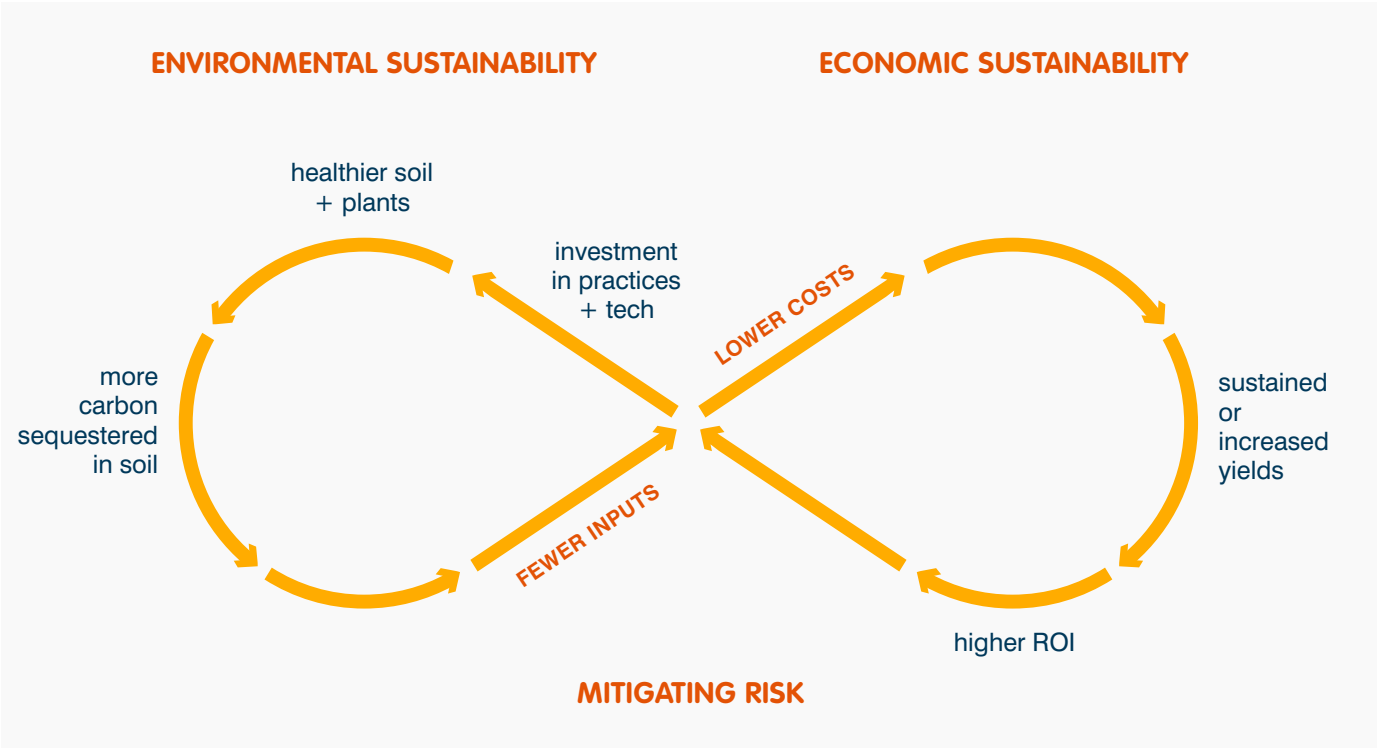 ENVIRONMENTAL SUSTAINABILITY
ECONOMIC SUSTAINABILITY
healthier soil
+ plants
investment
in practices
+ tech
LOWER COSTS
more
carbon
sequestered
in soil
sustained
or
increased
yields
FEWER INPUTS
higher ROI
MITIGATING RISK